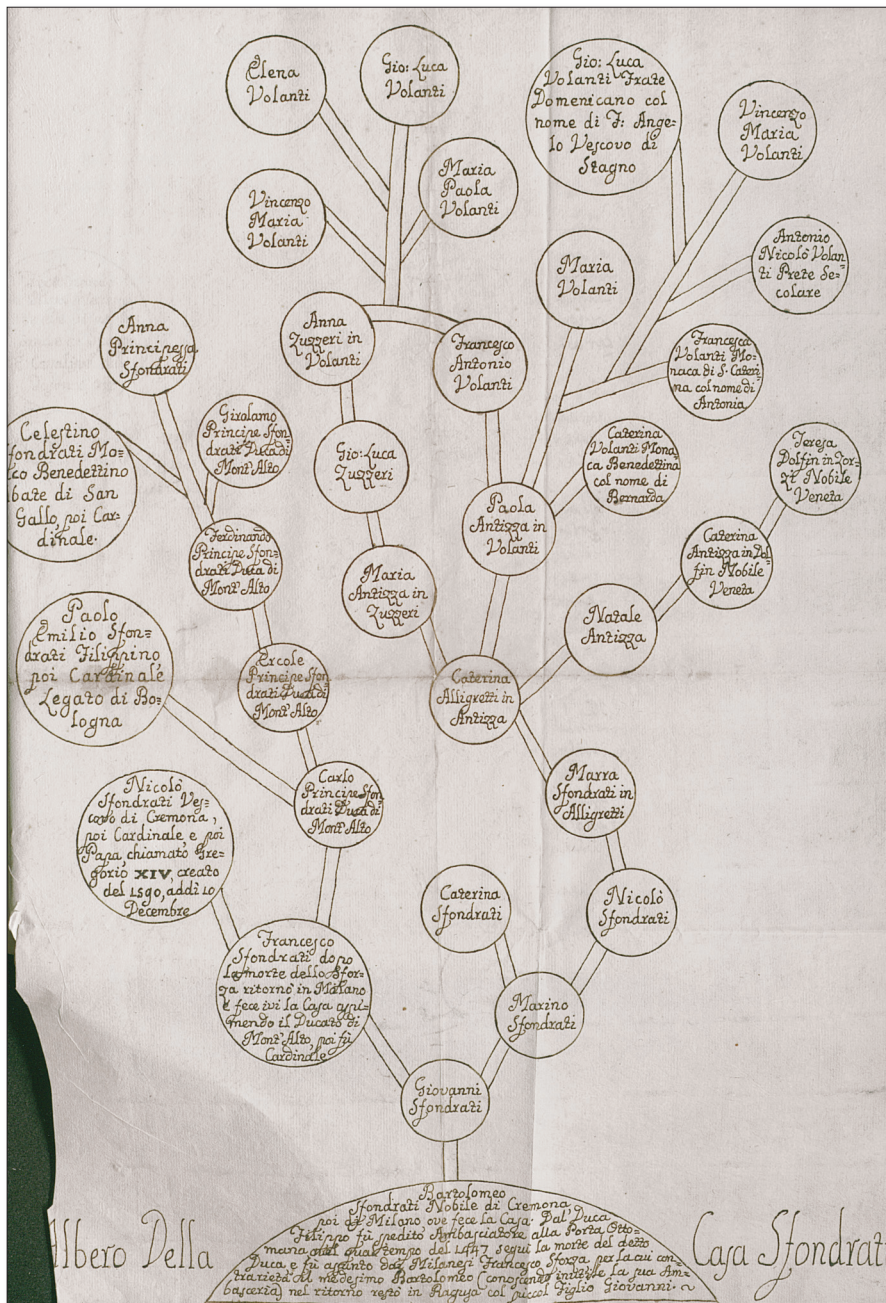 Elena
Volanti
Gio: Luca
Volanti
Gio: Luca
Volanti Frate
Domenicano col
nome di F: Ange=
lo Vescovo di
Stagno
Vincenzo
Maria
Volanti
Vincenzo
Maria
Volanti
Maria
Paola
Volanti
Maria
Volanti
Antonio
Nicolò Volan
ti Prete Se=
colare
Anna
Principessa
Sfondrati
Anna
Zuzzeri in
Volanti
Francesco
Antonio
Volanti
Francesca
Volanti Mo=
naca di S. Cateri
na col nome di
Antonia
Celestino
fondrati Mo=
co Benedettino
bate di San
Gallo, poi Car=
dinale.
Girolamo
Principe Sfon=
drati Duca di
Mont'Alto
Gio: Luca
Zuzzeri
Paola
Antizza in
Volanti
Caterina
Volanti Mona
ca Benedettina
col nome di
Bernarda
Teresa
Dolfin in Zor=
zi Nobile
Veneta
Ferdinando
Principe Sfon=
drati Duca di
Mont'Alto
Maria
Antizza in
Zuzzeri
Caterina
Antizza in Dol
fin Nobile
Veneta
Natale
Antizza
Paolo
Emilio Sfon=
drati Filippino
poi Cardinale
Legato di Bo=
logna
Ercole
Principe Sfon
drati Duca di
Mont'Alto
Caterina
Alligretti in
Antizza
Nicolò
Sfondrati Ves=
covo di Cremona,
poi Cardinale, e poi
Papa, chiamato Gre=
gorio XIV, creato
del 1590, addì 10
Decembre
Carlo
Principe Sfon
drati Duca di
Mont'Alto
Marra
Sfondrati in
Alligretti
Caterina
Sfondrati
Nicolò
Sfondrati
Francesco
Sfondrati dopo
la morte dello Sfor=
za ritornò in Milano
e fece ivi la Casa
il Ducato di
Mont'Alto, poi fù
Cardinale
Marino
Sfondrati
Giovanni
Sfondrati
Bartolomeo
Sfondrati Nobile di Cremona,
poi di Milano ove fece la Casa. Dal Duca
Filippo fù spedito Ambasciatore alla Porta Otto=
mana nel qual tempo del 1447 seguì la morte del detto
Duca e fù assunto dai Milanesi Francesco Sforza per la cui con
trarietà al medesimo Bartolomeo (conoscendo inutile la sua Am=
basceria) nel ritorno restò in Ragusa col piccol Figlio Giovanni.
Albero Della
Casa Sfondrati